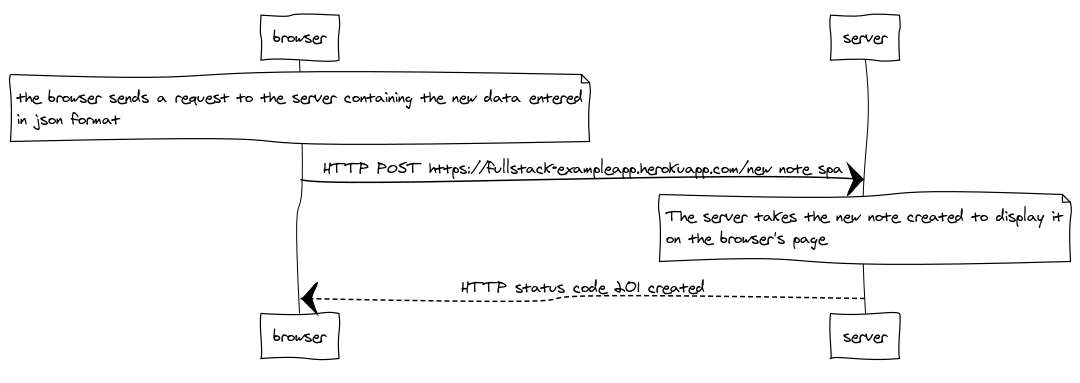 browser
server
the browser sends a request to the server containing the new data entered
in json format
HTTP POST https://fullstack-exampleapp.herokuapp.com/new note spa
The server takes the new note created to display it
on the browser's page
HTTP status code 201 created
browser
server